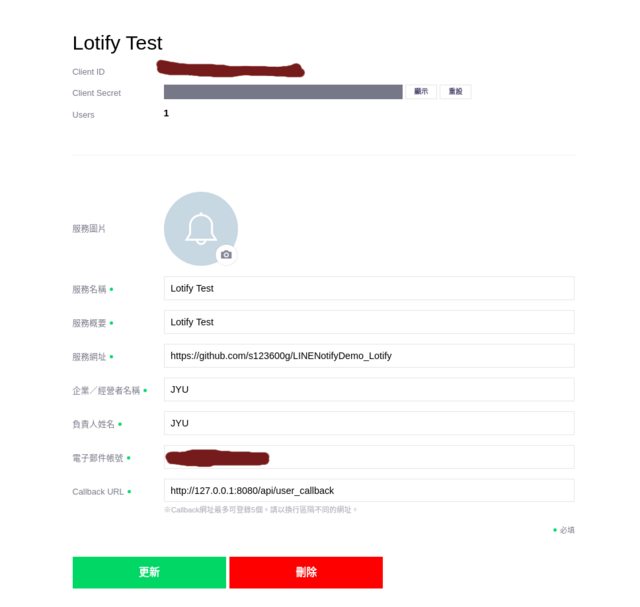 Lotify Test
Client ID
Client Secret 顯示 重設
Users 1
服務圖片
服務名稱 Lotify Test
服務概要 Lotify Test
服務網址 https://github.com/s123600g/LINENotifyDemo_Lotify
企業／經營者名稱 JYU
負責人姓名 JYU
電子郵件帳號
Callback URL http://127.0.0.1:8080/api/user_callback
※Callback網址最多可登錄5個。請以換行區隔不同的網址。
必填
更新 刪除